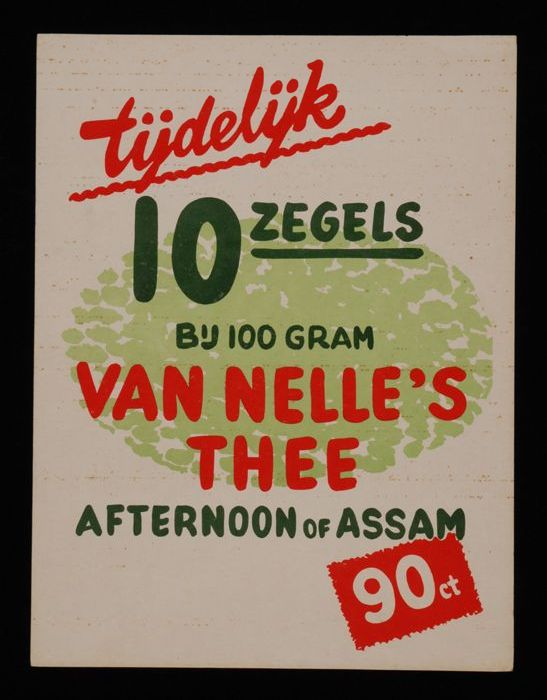 tijdelijk
10 ZEGELS
BIJ 100 GRAM
VAN NELLE'S
THEE
AFTERNOON OF ASSAM
90 ct